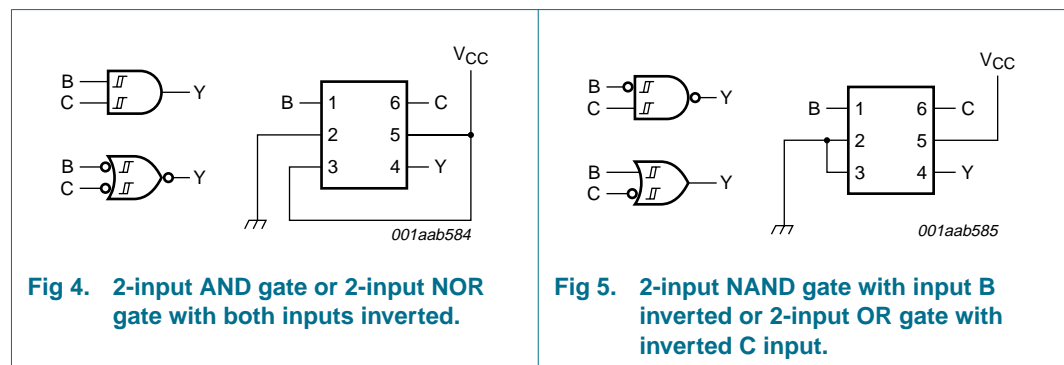 B
C
Y
B
C
Y
VCC
B 1 6 C
2 5
3 4 Y
001aab584
Fig 4. 2-input AND gate or 2-input NOR
gate with both inputs inverted.
B
C
Y
B
C
Y
VCC
B 1 6 C
2 5
3 4 Y
001aab585
Fig 5. 2-input NAND gate with input B
inverted or 2-input OR gate with
inverted C input.